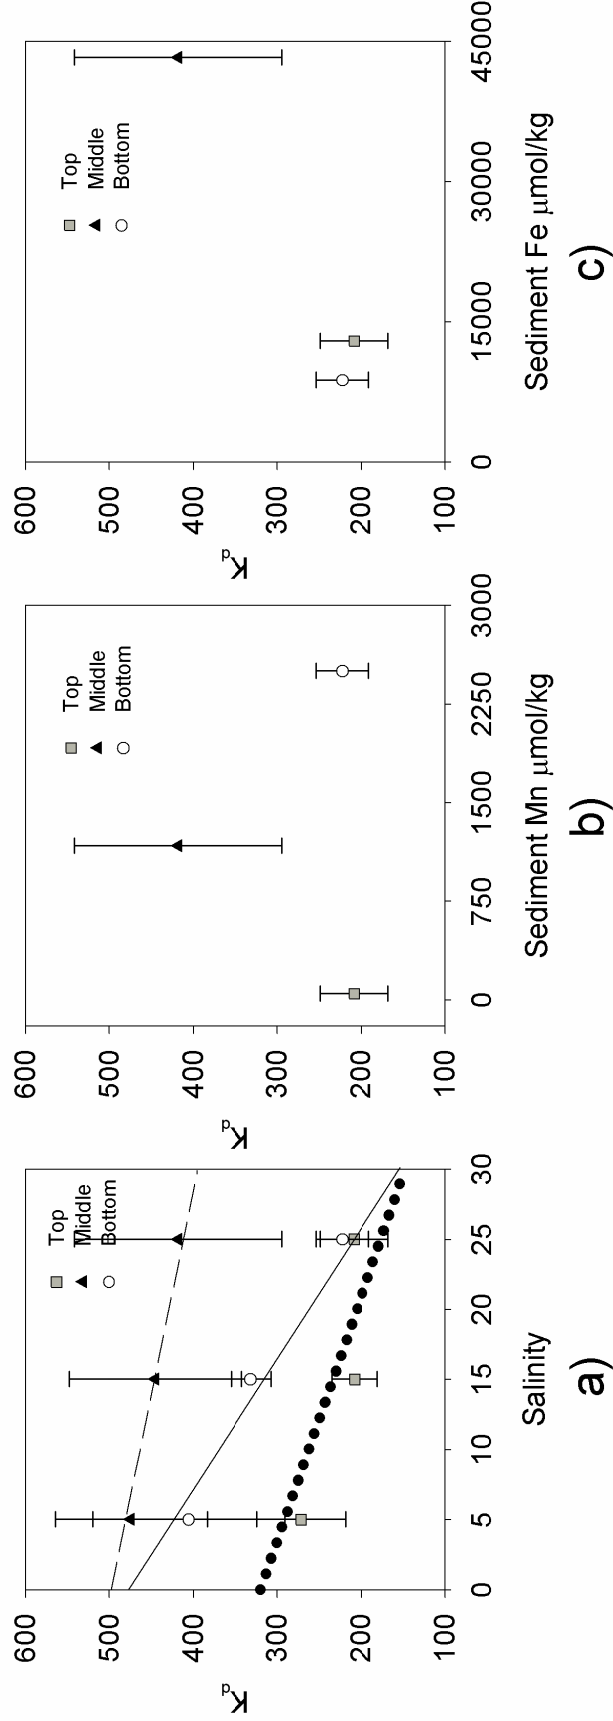 600
500
400
300
200
100
Kd
0
5
10
15
20
25
30
Salinity
Top
Middle
Bottom
a)
600
500
400
300
200
100
Kd
0
750
1500
2250
3000
Sediment Mn μmol/kg
Top
Middle
Bottom
b)
600
500
400
300
200
100
Kd
0
15000
30000
45000
Sediment Fe μmol/kg
Top
Middle
Bottom
c)